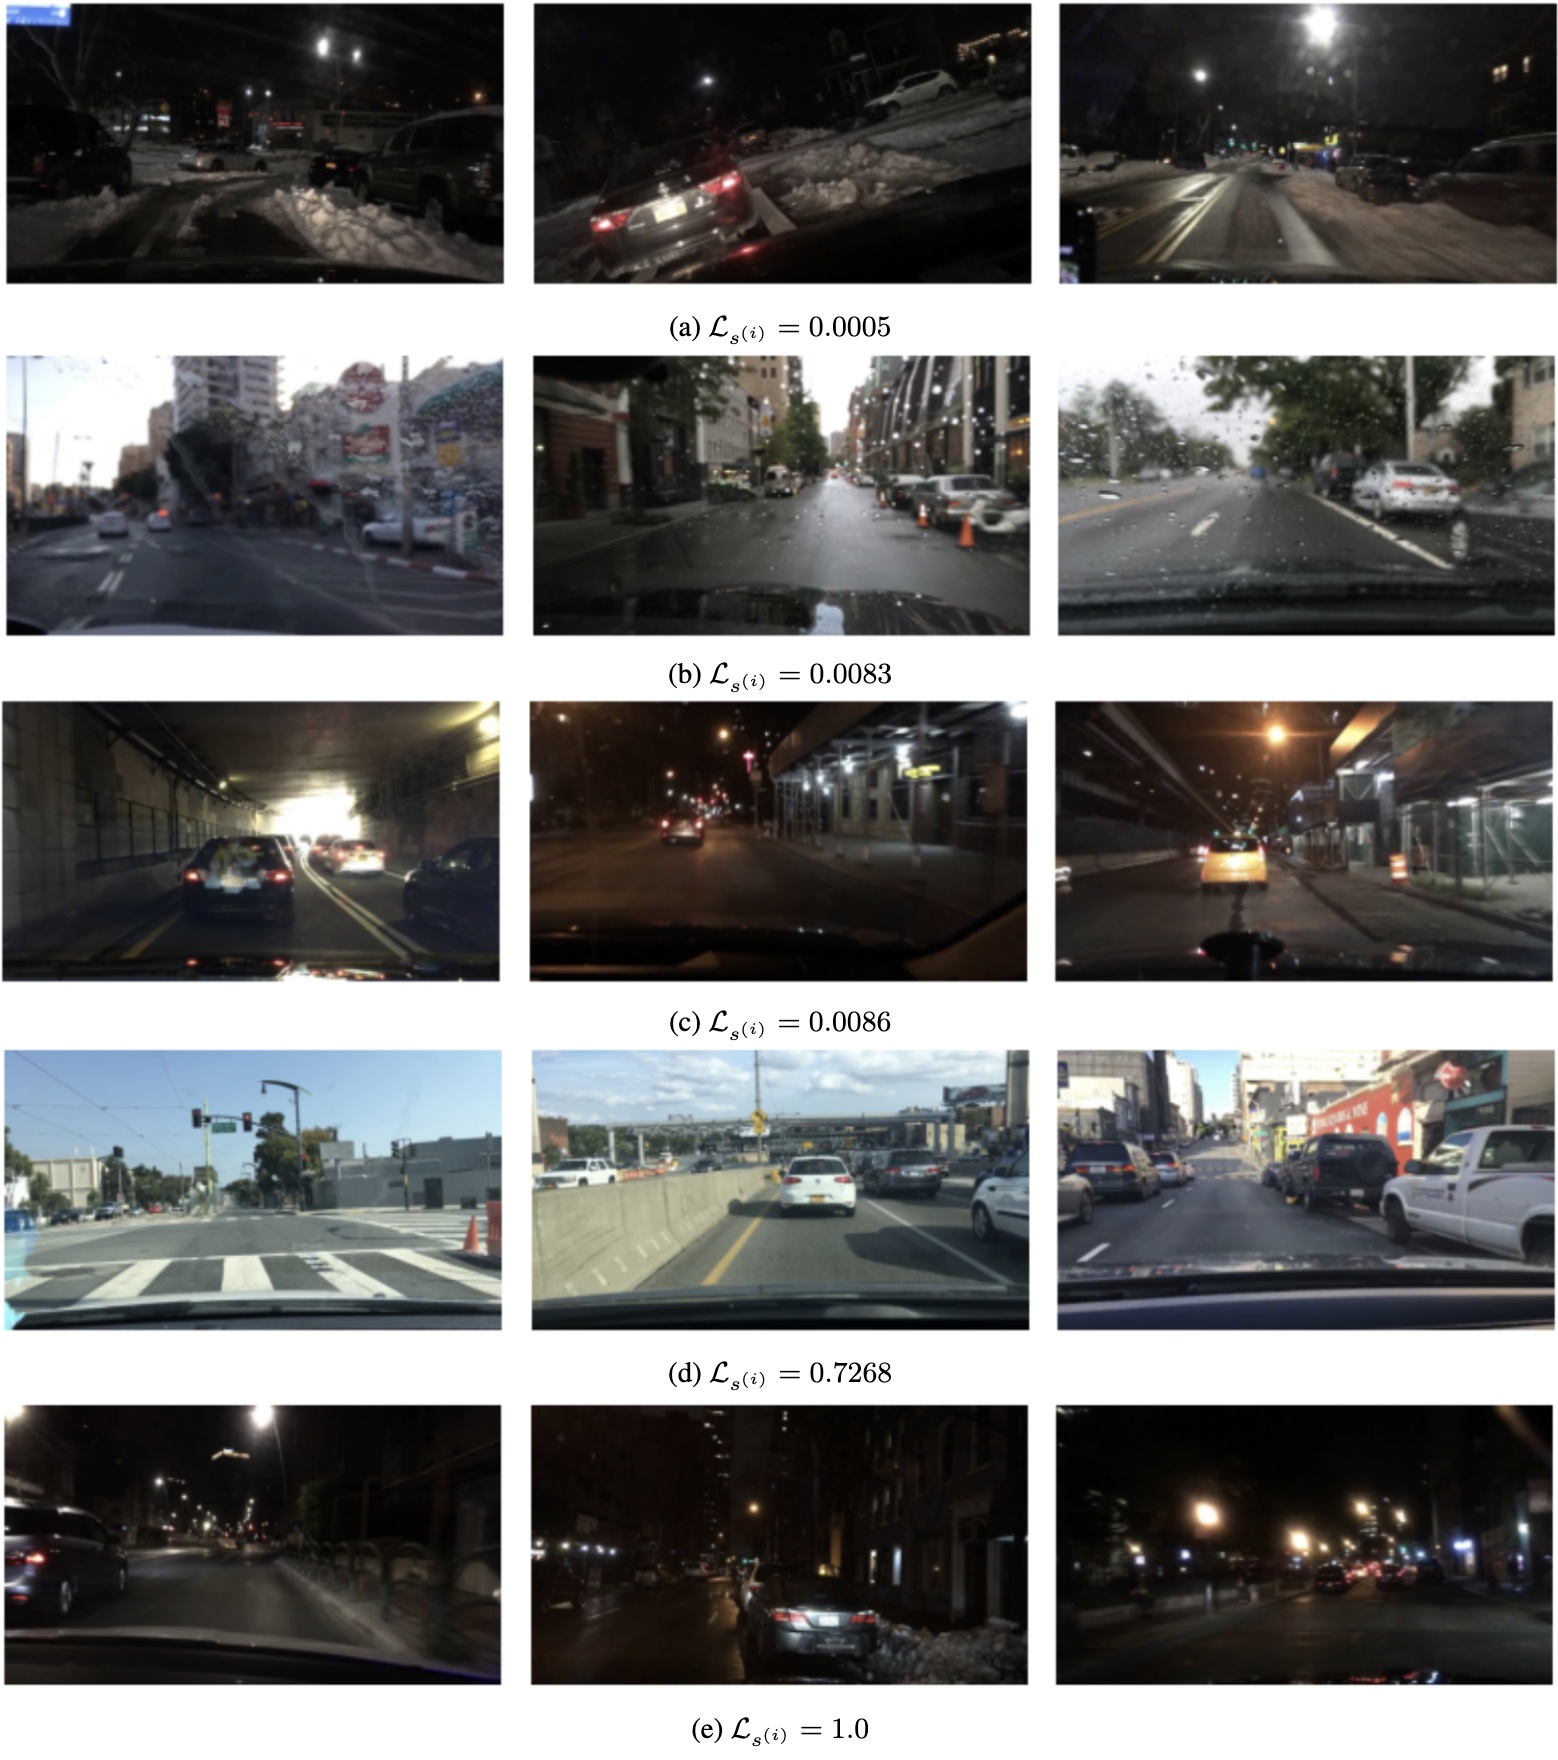 (a) ℒₛ₍ᵢ₎ = 0.0005
(b) ℒₛ₍ᵢ₎ = 0.0083
(c) ℒₛ₍ᵢ₎ = 0.0086
(d) ℒₛ₍ᵢ₎ = 0.7268
(e) ℒₛ₍ᵢ₎ = 1.0